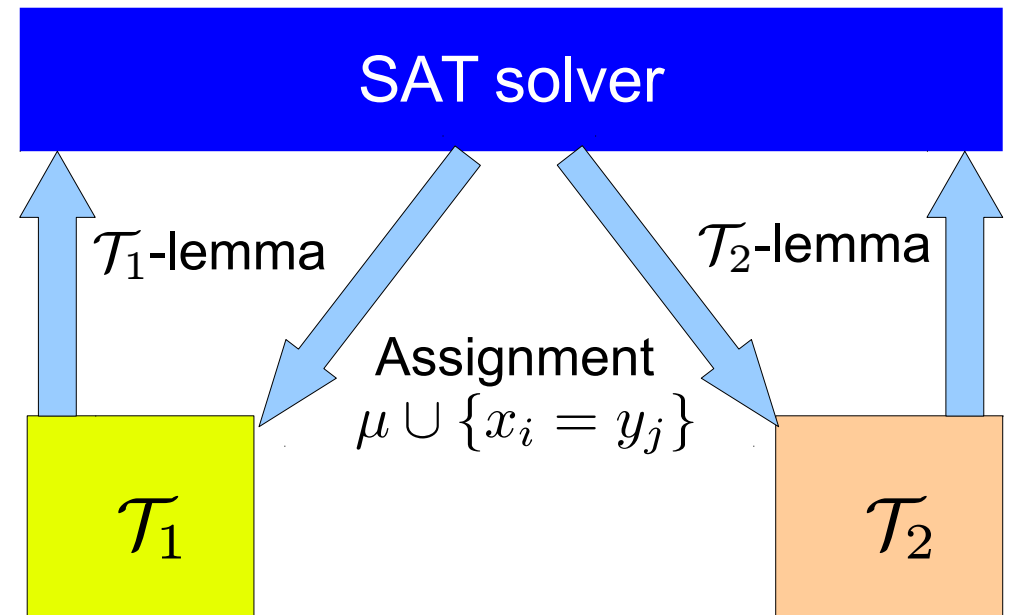 SAT solver
𝒯₁-lemma
𝒯₂-lemma
Assignment
μ ∪ {xᵢ = yⱼ}
𝒯₁
𝒯₂